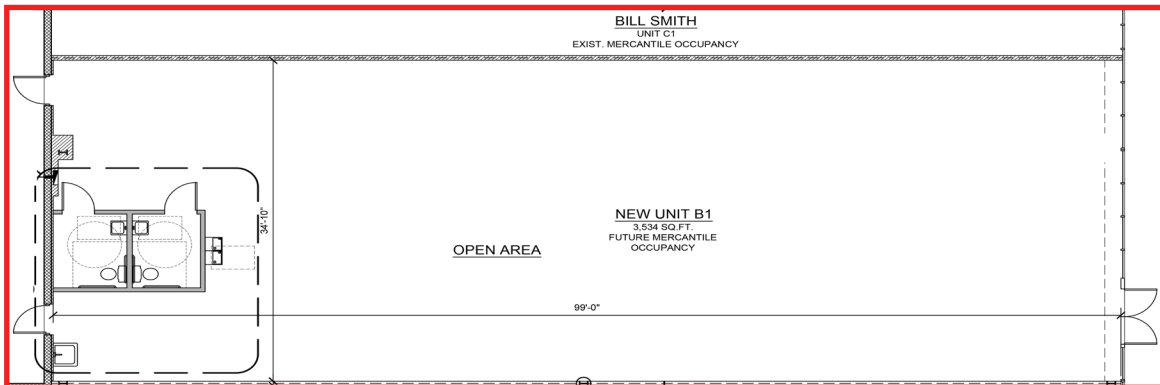 BILL SMITH
UNIT C1
EXIST. MERCANTILE OCCUPANCY
34'-10"
NEW UNIT B1
3,534 SQ.FT.
FUTURE MERCANTILE
OCCUPANCY
OPEN AREA
99'-0"